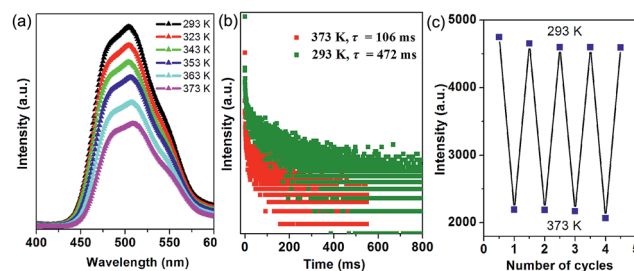 (a)
293 K
323 K
343 K
353 K
363 K
373 K
Intensity (a.u.)
400 450 500 550 60
Wavelength (nm)
(b)
373 K, τ = 106 ms
293 K, τ = 472 ms
Intensity (a.u.)
0 200 400 600 800
Time (ms)
(c)
5000
4000
3000
2000
Intensity (a.u.)
293 K
373 K
0 1 2 3 4 5
Number of cycles